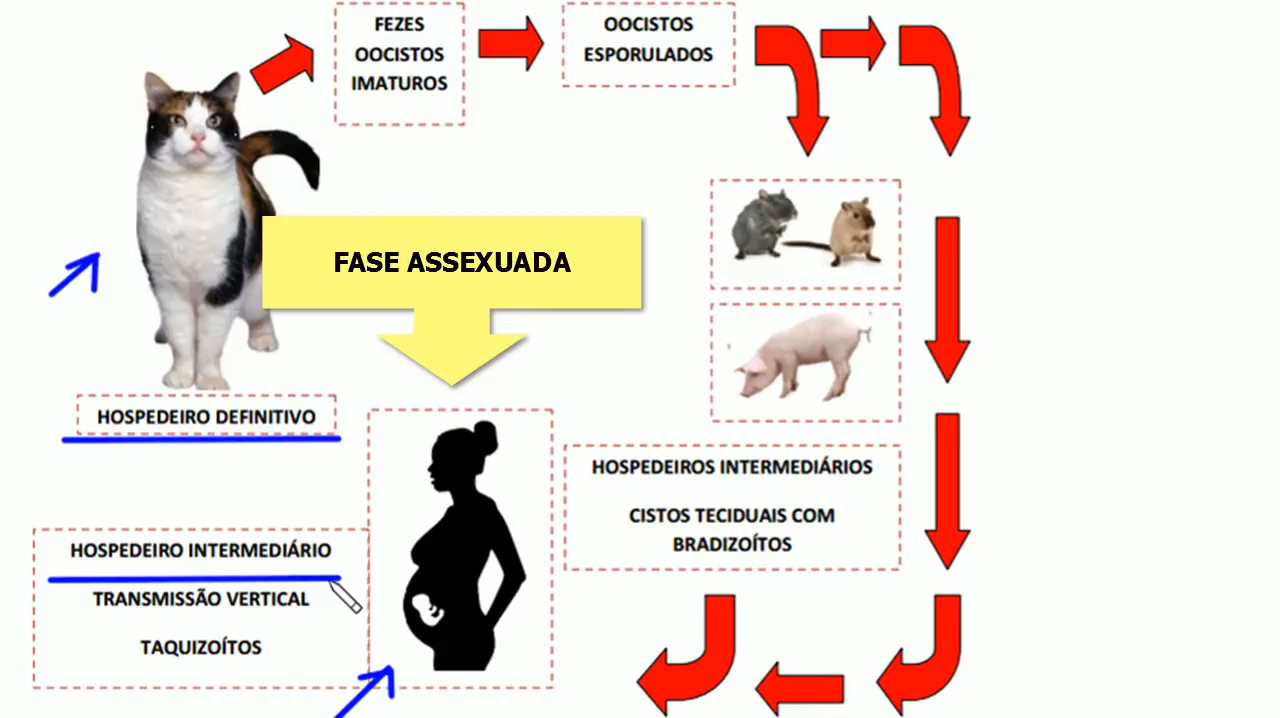 FEZES
OOCISTOS
IMATUROS
OOCISTOS
ESPORULADOS
FASE ASSEXUADA
HOSPEDEIRO DEFINITIVO
HOSPEDEIROS INTERMEDIÁRIOS
CISTOS TECIDUAIS COM
BRADIZOÍTOS
HOSPEDEIRO INTERMEDIÁRIO
TRANSMISSÃO VERTICAL
TAQUIZOÍTOS